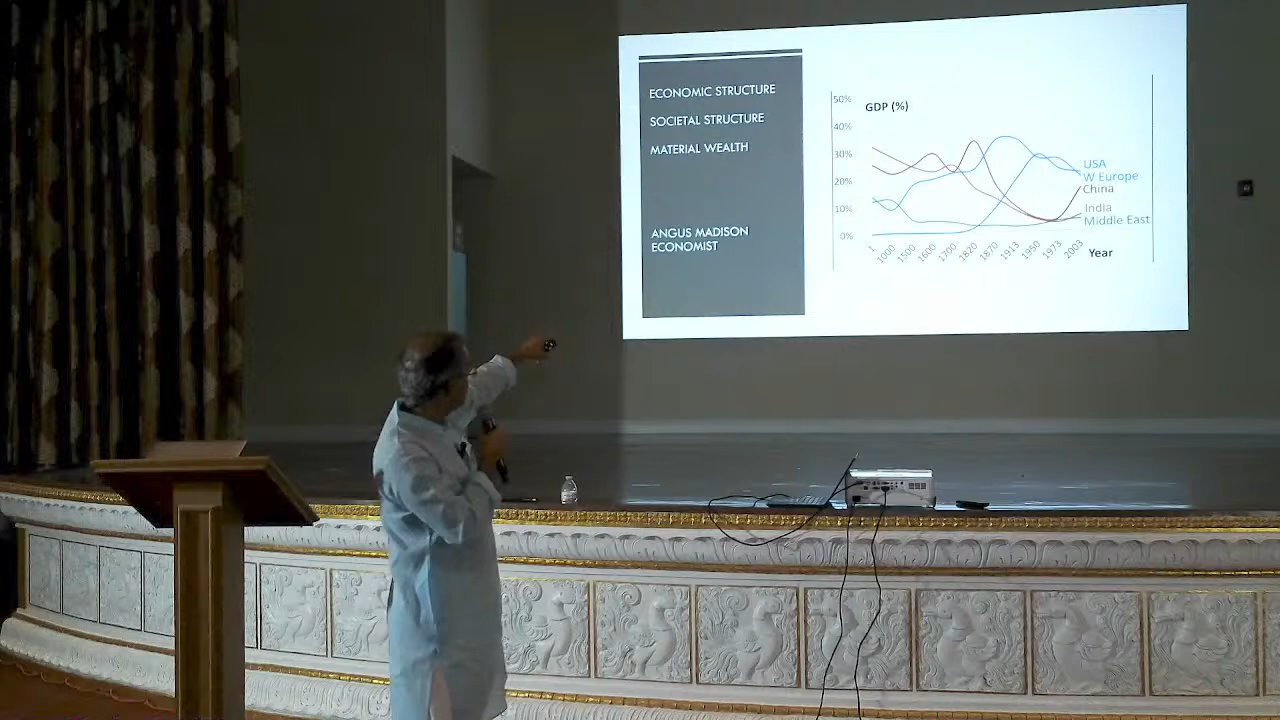 ECONOMIC STRUCTURE
SOCIETAL STRUCTURE
MATERIAL WEALTH
ANGUS MADISON
ECONOMIST
GDP (%)
50%
40%
30%
20%
10%
0%
USA
W Europe
China
India
Middle East
1 1000 1500 1600 1700 1820 1870 1913 1950 1973 2003
Year